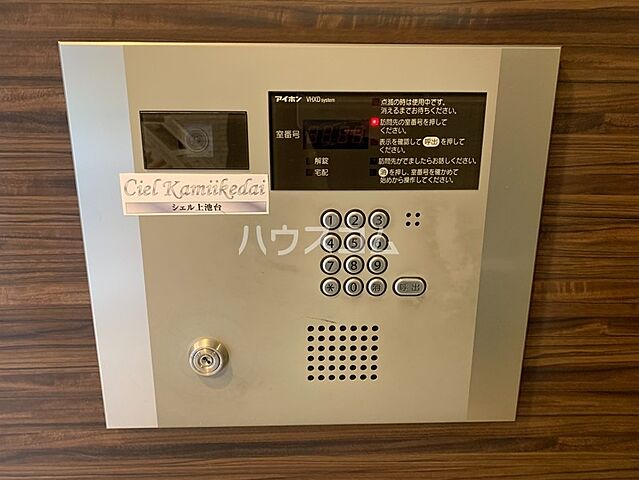 アイホン VHXD system
点滅の時は使用中です。
消えるまでお待ちください。
訪問先の室番号を押して
ください。
室番号
表示を確認して 呼出 を押して
ください。
解錠
訪問先がでましたらお話しください。
宅配
消 を押し、室番号を確かめて
始めから操作してください。
Ciel Kamiikedai
シェル上池台
1 2 3
4 5 6
7 8 9
* 0 消 呼出
ハウスコム